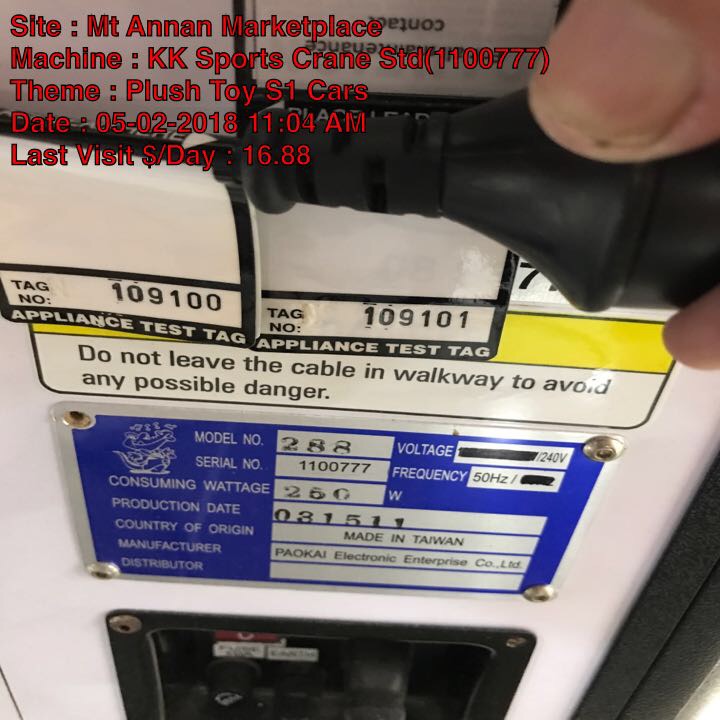 Site : Mt Annan Marketplace
Machine : KK Sports Crane Std(1100777)
Theme : Plush Toy S1 Cars
Date : 05-02-2018 11:04 AM
Last Visit $/Day : 16.88
contact
TAG NO: 109100
APPLIANCE TEST TAG
TAG NO: 109101
APPLIANCE TEST TAG
Do not leave the cable in walkway to avoid
any possible danger.
MODEL NO. 288
VOLTAGE /240V
SERIAL NO. 1100777
FREQUENCY 50Hz /
CONSUMING WATTAGE 260 W
PRODUCTION DATE 031511
COUNTRY OF ORIGIN MADE IN TAIWAN
MANUFACTURER PAOKAI Electronic Enterprise Co.,Ltd.
DISTRIBUTOR